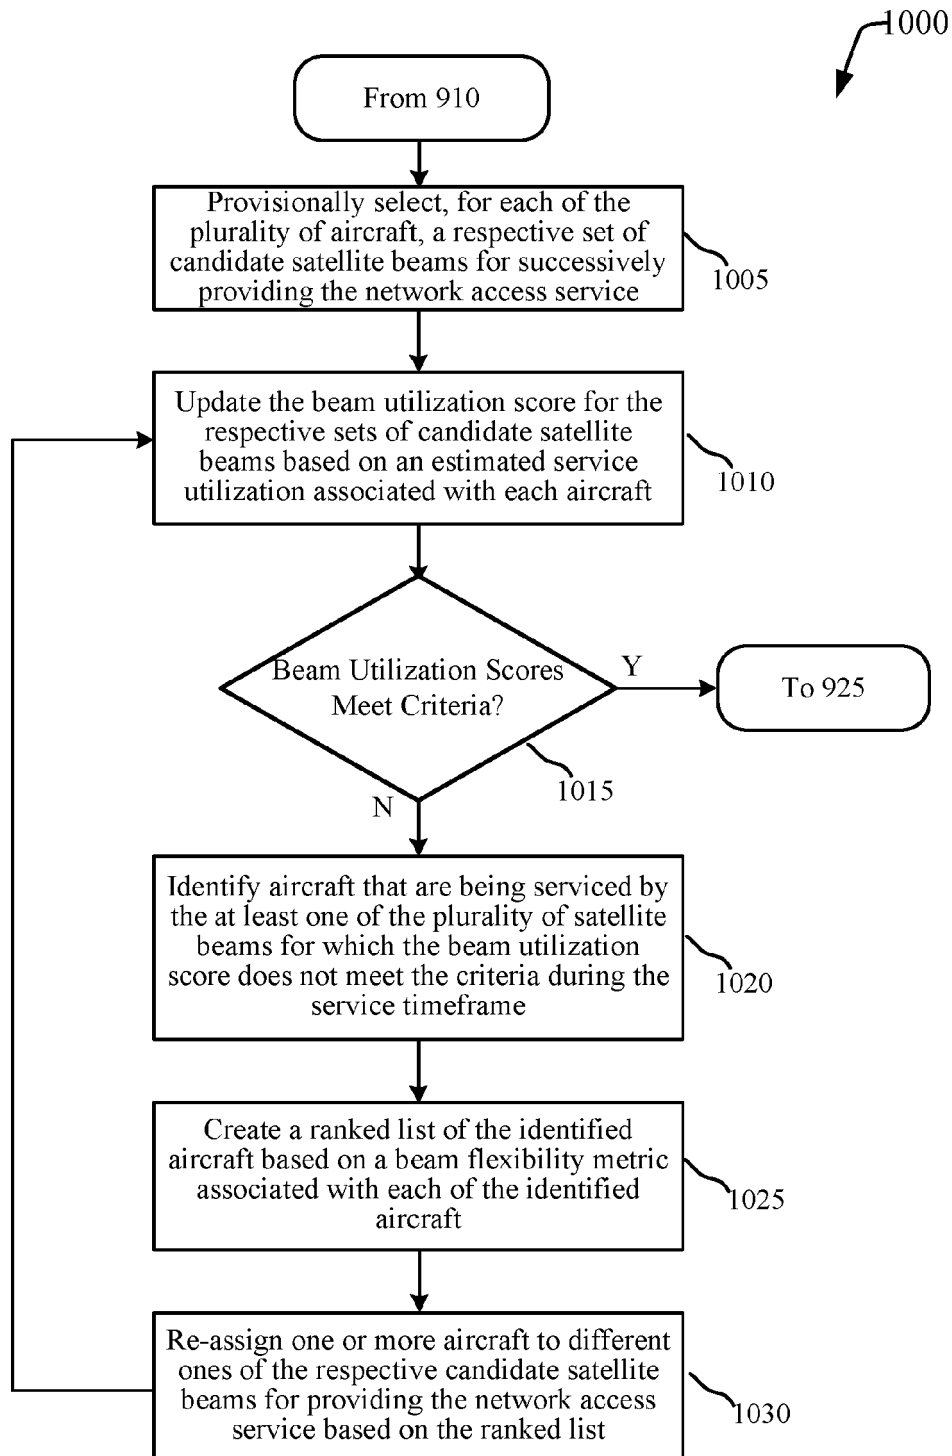 1000
From 910
Provisionally select, for each of the
plurality of aircraft, a respective set of
candidate satellite beams for successively
providing the network access service
1005
Update the beam utilization score for the
respective sets of candidate satellite
beams based on an estimated service
utilization associated with each aircraft
1010
Beam Utilization Scores
Meet Criteria?
Y
To 925
1015
N
Identify aircraft that are being serviced by
the at least one of the plurality of satellite
beams for which the beam utilization
score does not meet the criteria during the
service timeframe
1020
Create a ranked list of the identified
aircraft based on a beam flexibility metric
associated with each of the identified
aircraft
1025
Re-assign one or more aircraft to different
ones of the respective candidate satellite
beams for providing the network access
service based on the ranked list
1030